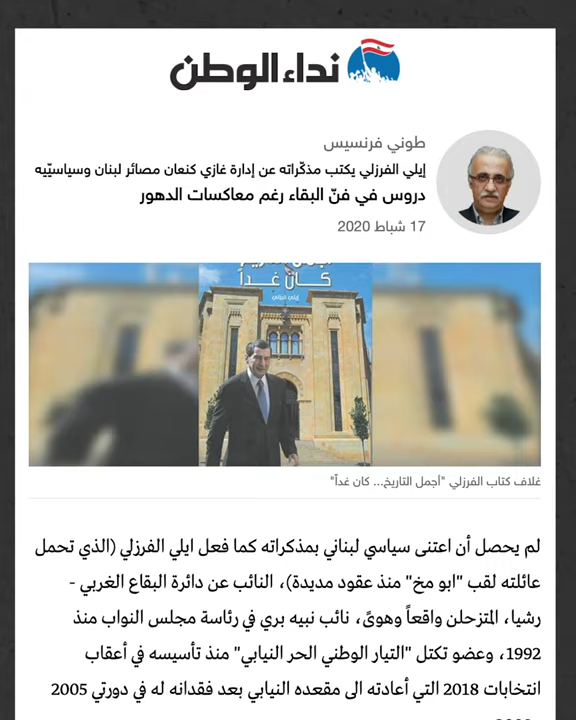 نداء الوطن
طوني فرنسيس
إيلي الفرزلي يكتب مذكّراته عن إدارة غازي كنعان مصائر لبنان وسياسيّيه
دروس في فنّ البقاء رغم معاكسات الدهور
17 شباط 2020
كان غداً
إيلي الفرزلي
غلاف كتاب الفرزلي "أجمل التاريخ... كان غداً"
لم يحصل أن اعتنى سياسي لبناني بمذكراته كما فعل ايلي الفرزلي (الذي تحمل
عائلته لقب "ابو مخ" منذ عقود مديدة)، النائب عن دائرة البقاع الغربي -
رشيا، المتزحلن واقعاً وهوىً، نائب نبيه بري في رئاسة مجلس النواب منذ
1992، وعضو تكتل "التيار الوطني الحر النيابي" منذ تأسيسه في أعقاب
انتخابات 2018 التي أعادته الى مقعده النيابي بعد فقدانه له في دورتي 2005